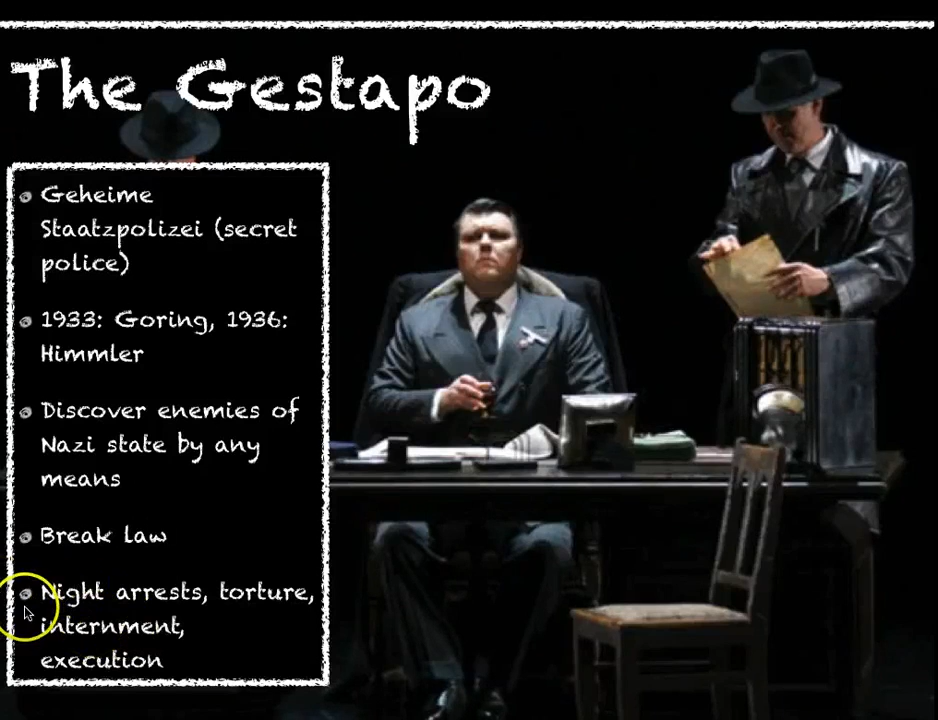 The Gestapo
Geheime
Staatzpolizei (secret
police)
1933: Goring, 1936:
Himmler
Discover enemies of
Nazi state by any
means
Break law
Night arrests, torture,
internment,
execution